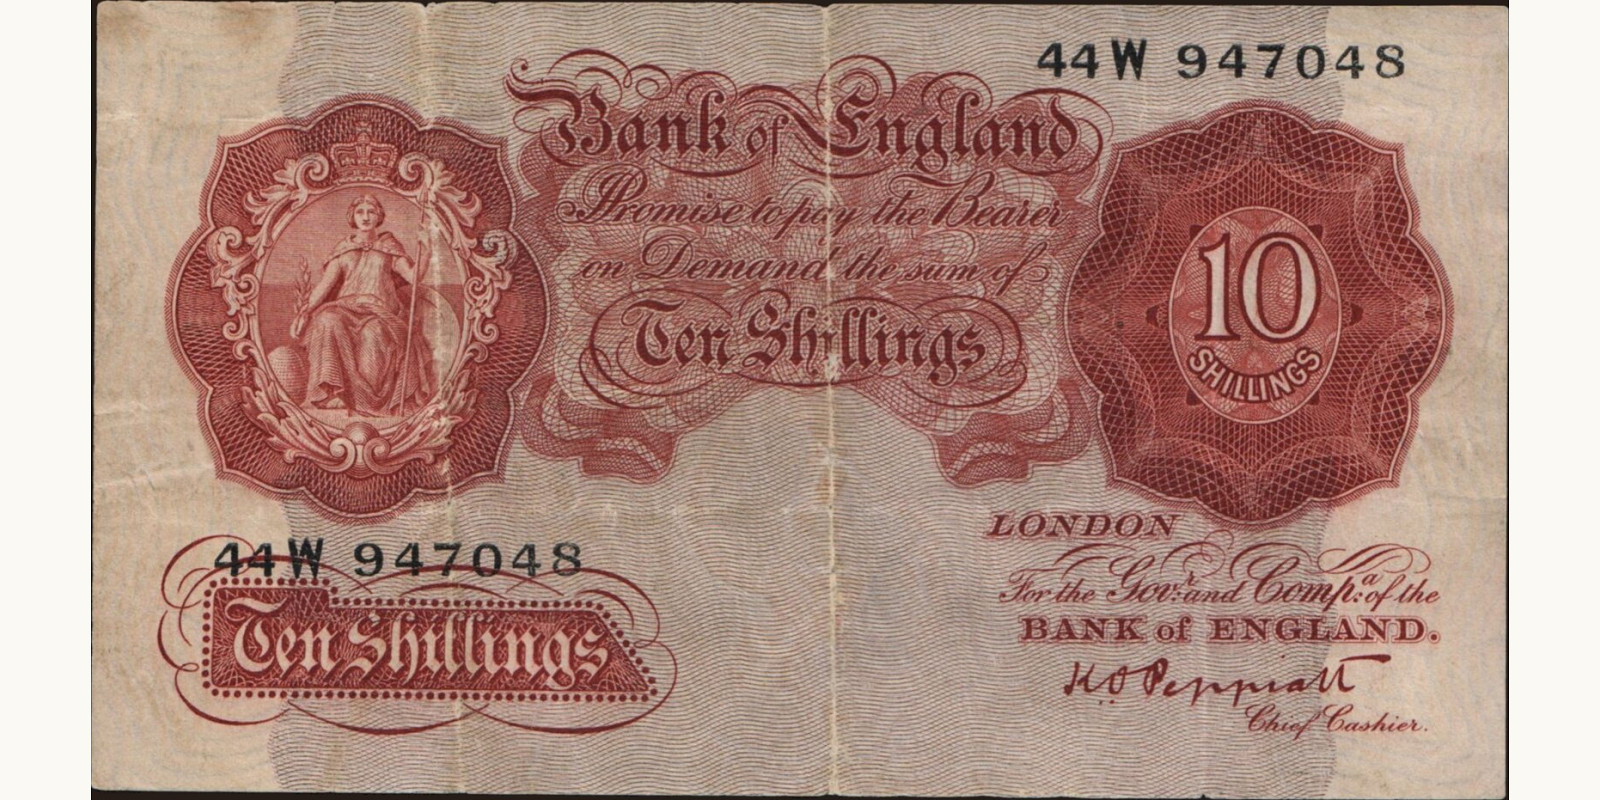 44W 947048
Bank of England
Promise to pay the Bearer
on Demand the sum of
Ten Shillings
10
SHILLINGS
44W 947048
Ten Shillings
LONDON
For the Govr: and Compa: of the
BANK of ENGLAND.
K O Peppiatt
Chief Cashier.